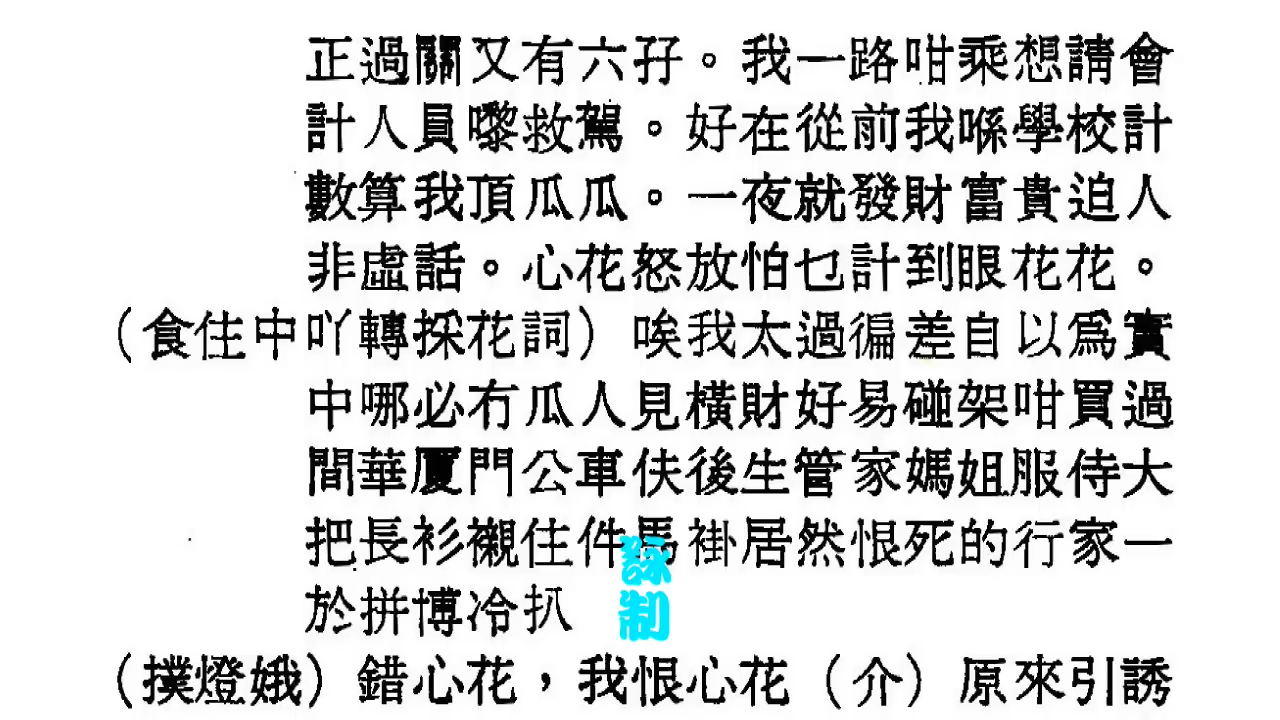 正過關又有六孖。我一路咁乘想請會
計人員嚟救駕。好在從前我喺學校計
數算我頂瓜瓜。一夜就發財富貴迫人
非虛話。心花怒放怕乜計到眼花花。
（食住中吖轉採花詞）唉我太過徧差自以爲實
中哪必冇瓜人見橫財好易碰架咁買過
間華厦門公車伕後生管家媽姐服侍大
把長衫襯住件馬褂居然恨死的行家一
於拼博冷扒
（撲燈娥）錯心花，我恨心花（介）原來引誘
詠
制